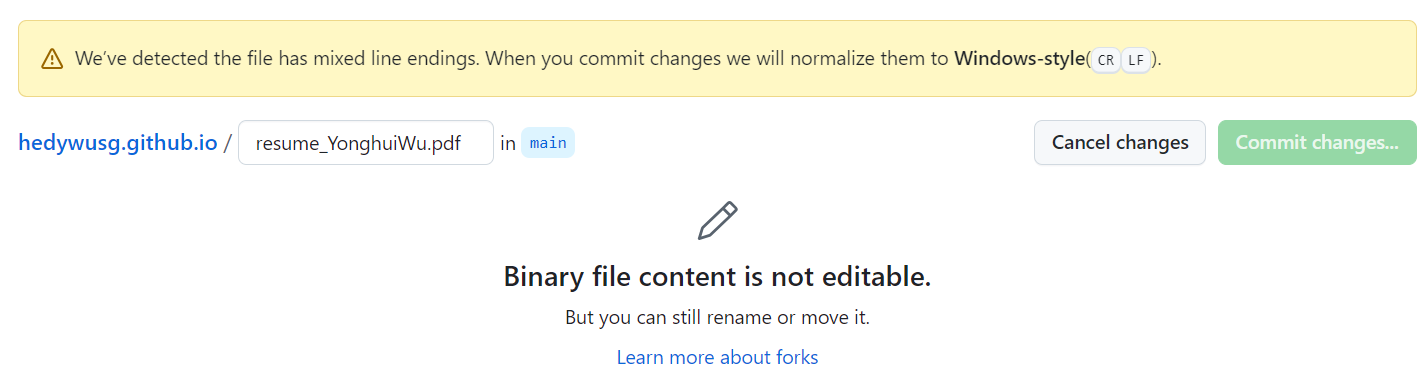 We've detected the file has mixed line endings. When you commit changes we will normalize them to Windows-style(CR LF).
hedywusg.github.io / resume_YonghuiWu.pdf in main Cancel changes Commit changes...
Binary file content is not editable.
But you can still rename or move it.
Learn more about forks